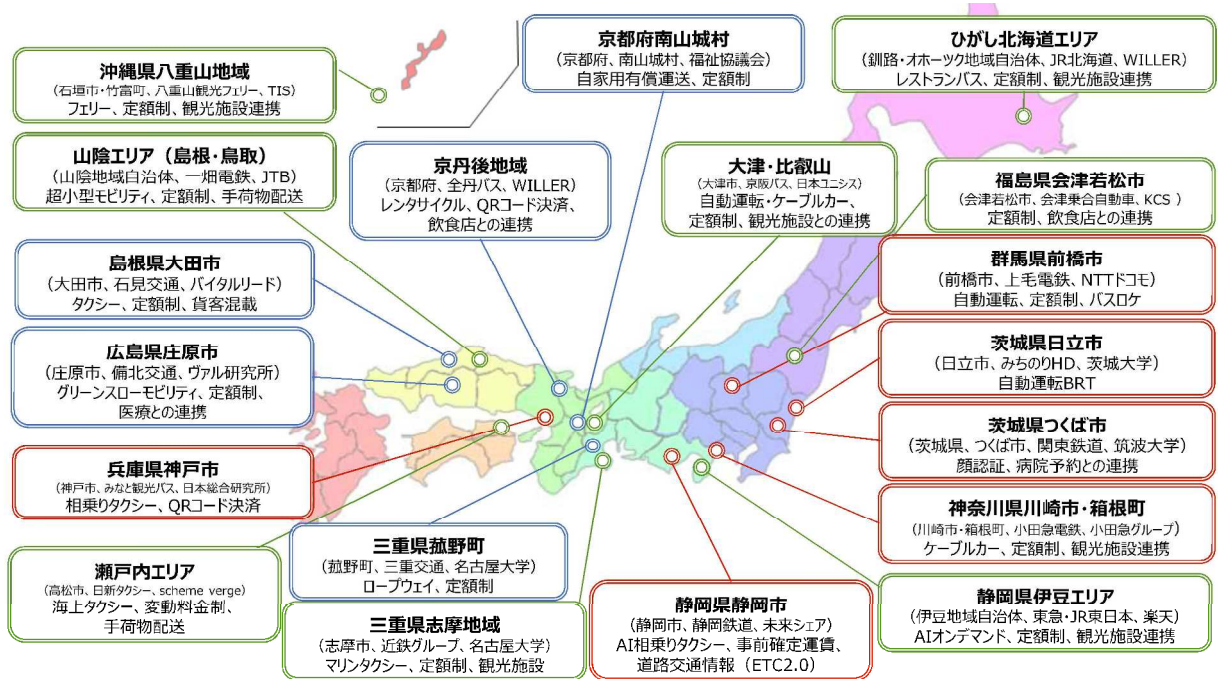 沖縄県八重山地域
(石垣市・竹富町、八重山観光フェリー、TIS)
フェリー、定額制、観光施設連携
山陰エリア(島根・鳥取)
(山陰地域自治体、一畑電鉄、JTB)
超小型モビリティ、定額制、手荷物配送
島根県大田市
(大田市、石見交通、バイタルリード)
タクシー、定額制、貨客混載
広島県庄原市
(庄原市、備北交通、ヴァル研究所)
グリーンスローモビリティ、定額制、
医療との連携
兵庫県神戸市
(神戸市、みなと観光バス、日本総合研究所)
相乗りタクシー、QRコード決済
瀬戸内エリア
(高松市、日新タクシー、scheme verge)
海上タクシー、変動料金制、
手荷物配送
京都府南山城村
(京都府、南山城村、福祉協議会)
自家用有償運送、定額制
京丹後地域
(京都府、全丹バス、WILLER)
レンタサイクル、QRコード決済、
飲食店との連携
大津・比叡山
(大津市、京阪バス、日本ユニシス)
自動運転・ケーブルカー、
定額制、観光施設との連携
三重県菰野町
(菰野町、三重交通、名古屋大学)
ロープウェイ、定額制
三重県志摩地域
(志摩市、近鉄グループ、名古屋大学)
マリンタクシー、定額制、観光施設
静岡県静岡市
(静岡市、静岡鉄道、未来シェア)
AI相乗りタクシー、事前確定運賃、
道路交通情報(ETC2.0)
ひがし北海道エリア
(釧路・オホーツク地域自治体、JR北海道、WILLER)
レストランバス、定額制、観光施設連携
福島県会津若松市
(会津若松市、会津乗合自動車、KCS )
定額制、飲食店との連携
群馬県前橋市
(前橋市、上毛電鉄、NTTドコモ)
自動運転、定額制、バスロケ
茨城県日立市
(日立市、みちのりHD、茨城大学)
自動運転BRT
茨城県つくば市
(茨城県、つくば市、関東鉄道、筑波大学)
顔認証、病院予約との連携
神奈川県川崎市・箱根町
(川崎市・箱根町、小田急電鉄、小田急グループ)
ケーブルカー、定額制、観光施設連携
静岡県伊豆エリア
(伊豆地域自治体、東急・JR東日本、楽天)
AIオンデマンド、定額制、観光施設連携